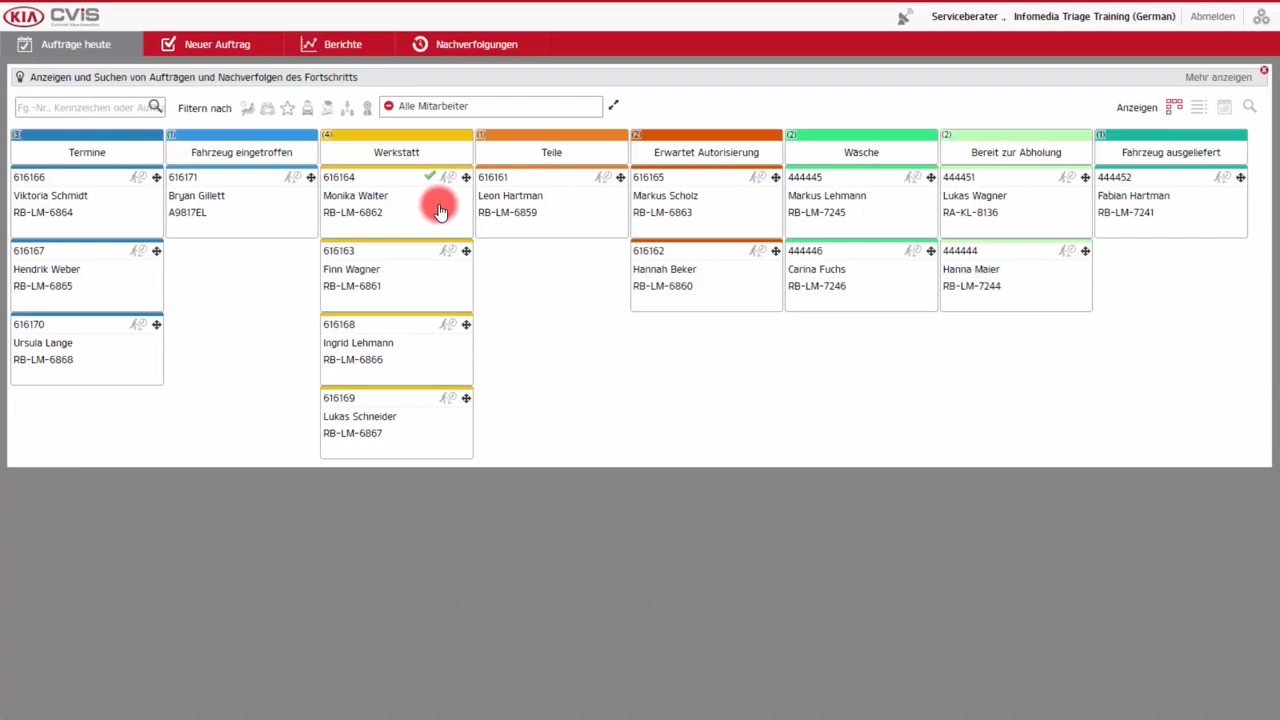 KIA CVIS
Serviceberater ., Infomedia Triage Training (German) Abmelden
Aufträge heute Neuer Auftrag Berichte Nachverfolgungen
Anzeigen und Suchen von Aufträgen und Nachverfolgen des Fortschritts Mehr anzeigen
Fg.-Nr., Kennzeichen oder Au Filtern nach Alle Mitarbeiter Anzeigen
(3) (1) (4) (1) (2) (2) (2) (1)
Termine Fahrzeug eingetroffen Werkstatt Teile Erwartet Autorisierung Wäsche Bereit zur Abholung Fahrzeug ausgeliefert
616166 616171 616164 616161 616165 444445 444451 444452
Viktoria Schmidt Bryan Gillett Monika Walter Leon Hartman Markus Scholz Markus Lehmann Lukas Wagner Fabian Hartman
RB-LM-6864 A9817EL RB-LM-6862 RB-LM-6859 RB-LM-6863 RB-LM-7245 RA-KL-8136 RB-LM-7241
616167 616163 616162 444446 444444
Hendrik Weber Finn Wagner Hannah Beker Carina Fuchs Hanna Maier
RB-LM-6865 RB-LM-6861 RB-LM-6860 RB-LM-7246 RB-LM-7244
616170 616168
Ursula Lange Ingrid Lehmann
RB-LM-6868 RB-LM-6866
616169
Lukas Schneider
RB-LM-6867